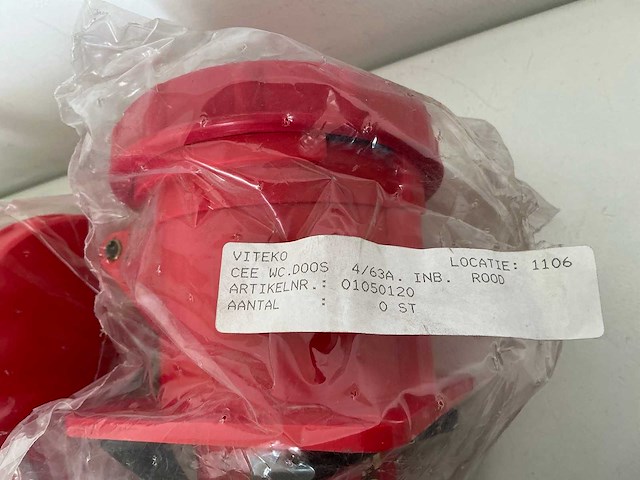 VITEKO LOCATIE: 1106
CEE WC.DOOS 4/63A. INB. ROOD
ARTIKELNR.: 01050120
AANTAL : 0 ST